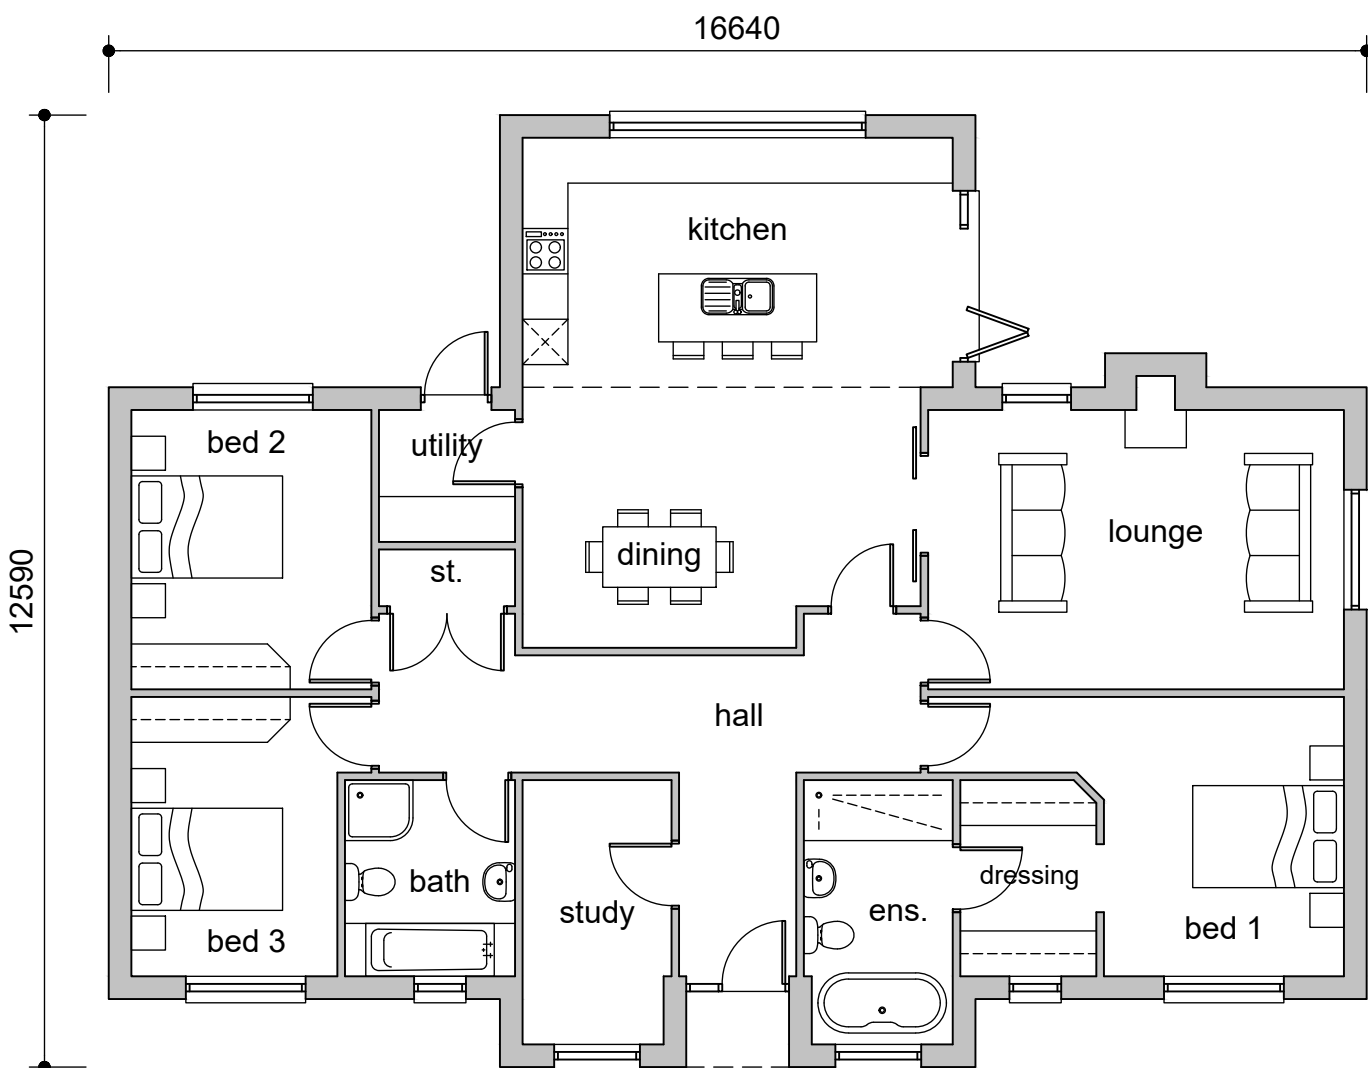 16640
12590
kitchen
bed 2
utility
lounge
dining
st.
hall
dressing
bath
ens.
study
bed 1
bed 3